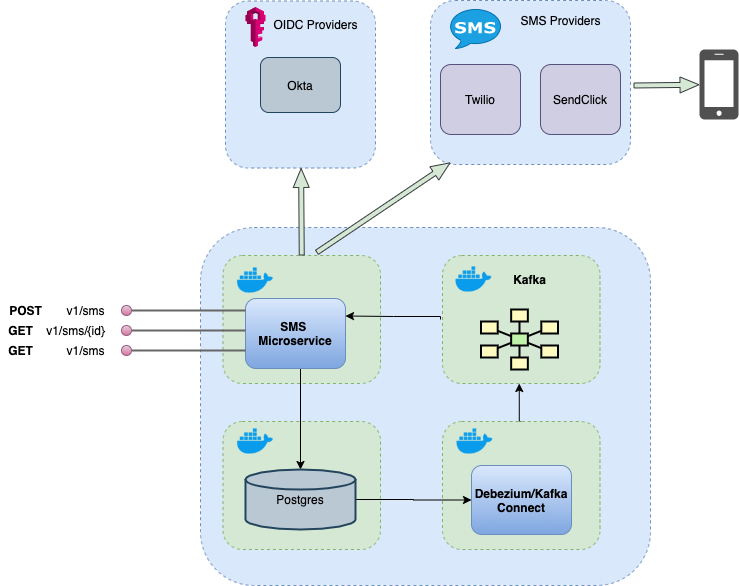 OIDC Providers
Okta
SMS
SMS Providers
Twilio
SendClick
POST v1/sms
GET v1/sms/{id}
GET v1/sms
SMS
Microservice
Kafka
Postgres
Debezium/Kafka
Connect